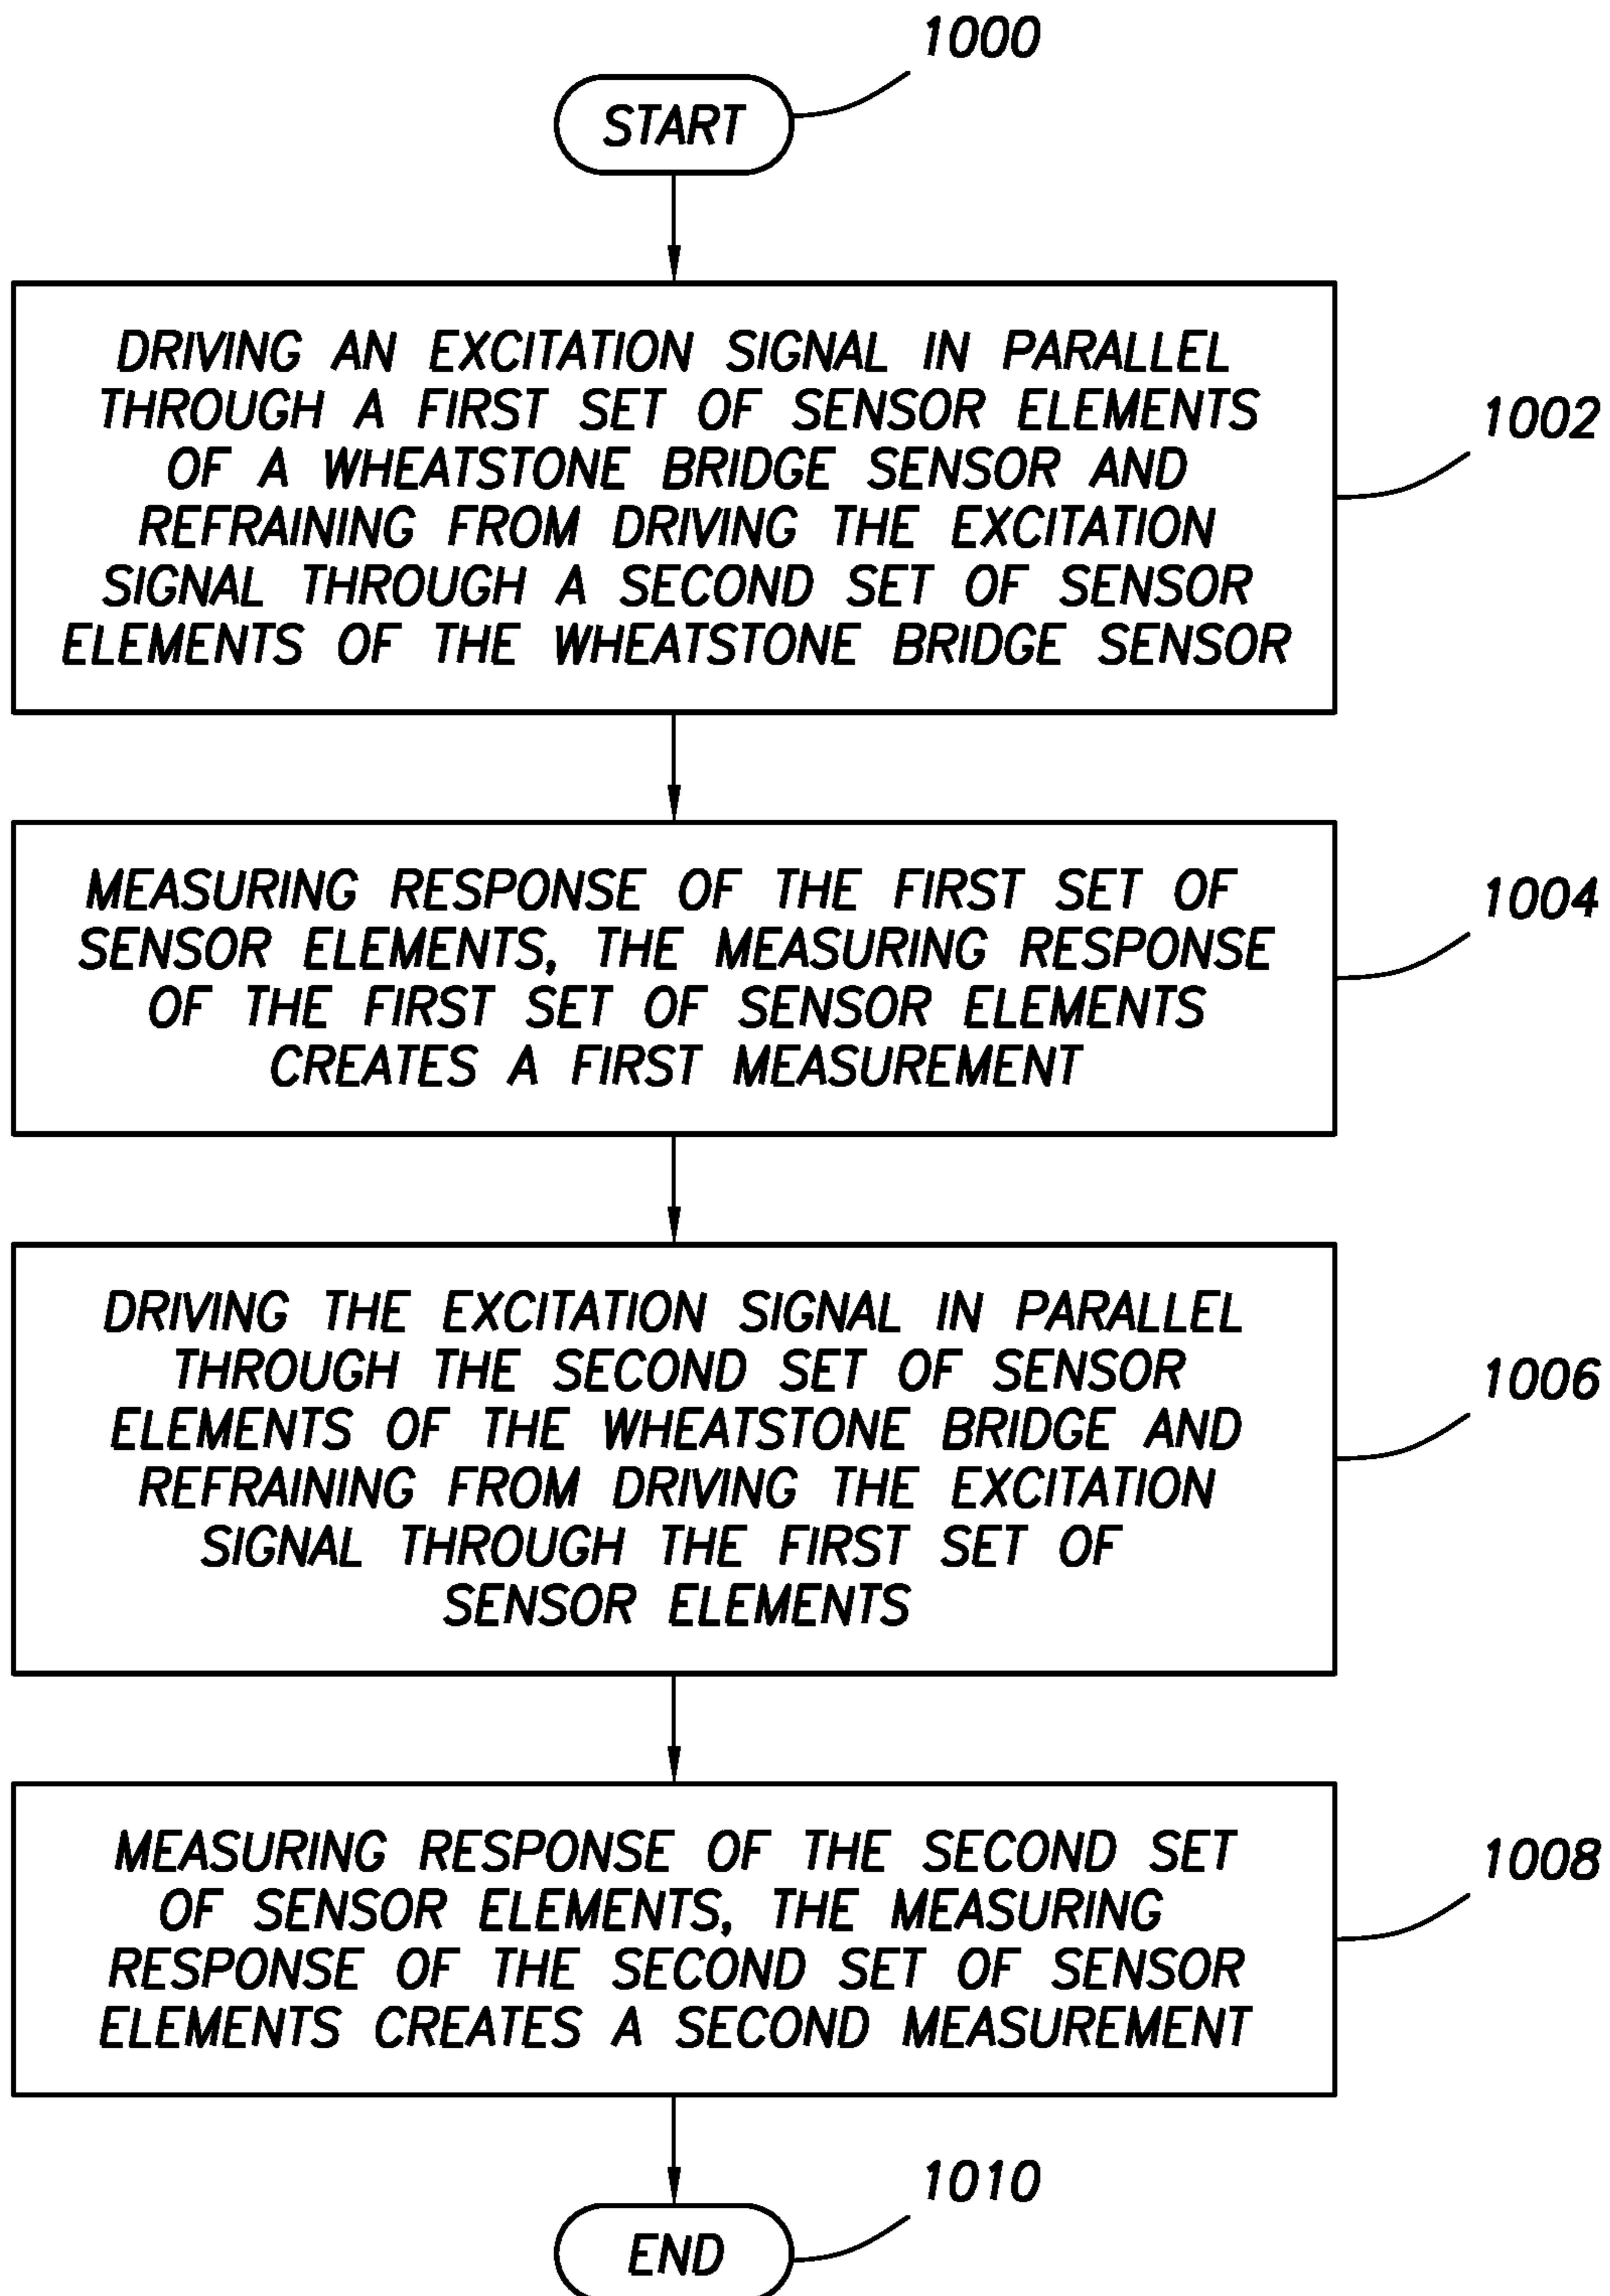 1000
START
DRIVING AN EXCITATION SIGNAL IN PARALLEL
THROUGH A FIRST SET OF SENSOR ELEMENTS
OF A WHEATSTONE BRIDGE SENSOR AND
REFRAINING FROM DRIVING THE EXCITATION
SIGNAL THROUGH A SECOND SET OF SENSOR
ELEMENTS OF THE WHEATSTONE BRIDGE SENSOR
1002
MEASURING RESPONSE OF THE FIRST SET OF
SENSOR ELEMENTS, THE MEASURING RESPONSE
OF THE FIRST SET OF SENSOR ELEMENTS
CREATES A FIRST MEASUREMENT
1004
DRIVING THE EXCITATION SIGNAL IN PARALLEL
THROUGH THE SECOND SET OF SENSOR
ELEMENTS OF THE WHEATSTONE BRIDGE AND
REFRAINING FROM DRIVING THE EXCITATION
SIGNAL THROUGH THE FIRST SET OF
SENSOR ELEMENTS
1006
MEASURING RESPONSE OF THE SECOND SET
OF SENSOR ELEMENTS, THE MEASURING
RESPONSE OF THE SECOND SET OF SENSOR
ELEMENTS CREATES A SECOND MEASUREMENT
1008
1010
END